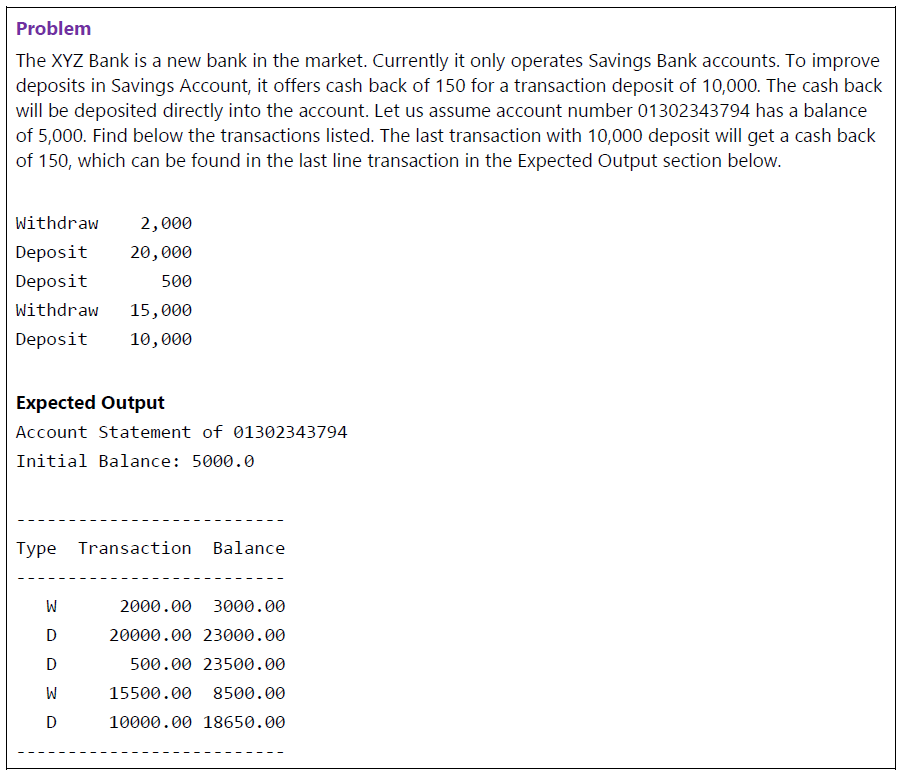 Problem
The XYZ Bank is a new bank in the market. Currently it only operates Savings Bank accounts. To improve
deposits in Savings Account, it offers cash back of 150 for a transaction deposit of 10,000. The cash back
will be deposited directly into the account. Let us assume account number 01302343794 has a balance
of 5,000. Find below the transactions listed. The last transaction with 10,000 deposit will get a cash back
of 150, which can be found in the last line transaction in the Expected Output section below.
Withdraw    2,000
Deposit    20,000
Deposit       500
Withdraw   15,000
Deposit    10,000
Expected Output
Account Statement of 01302343794
Initial Balance: 5000.0
--------------------------
Type  Transaction  Balance
--------------------------
   W      2000.00  3000.00
   D     20000.00 23000.00
   D       500.00 23500.00
   W     15500.00  8500.00
   D     10000.00 18650.00
--------------------------